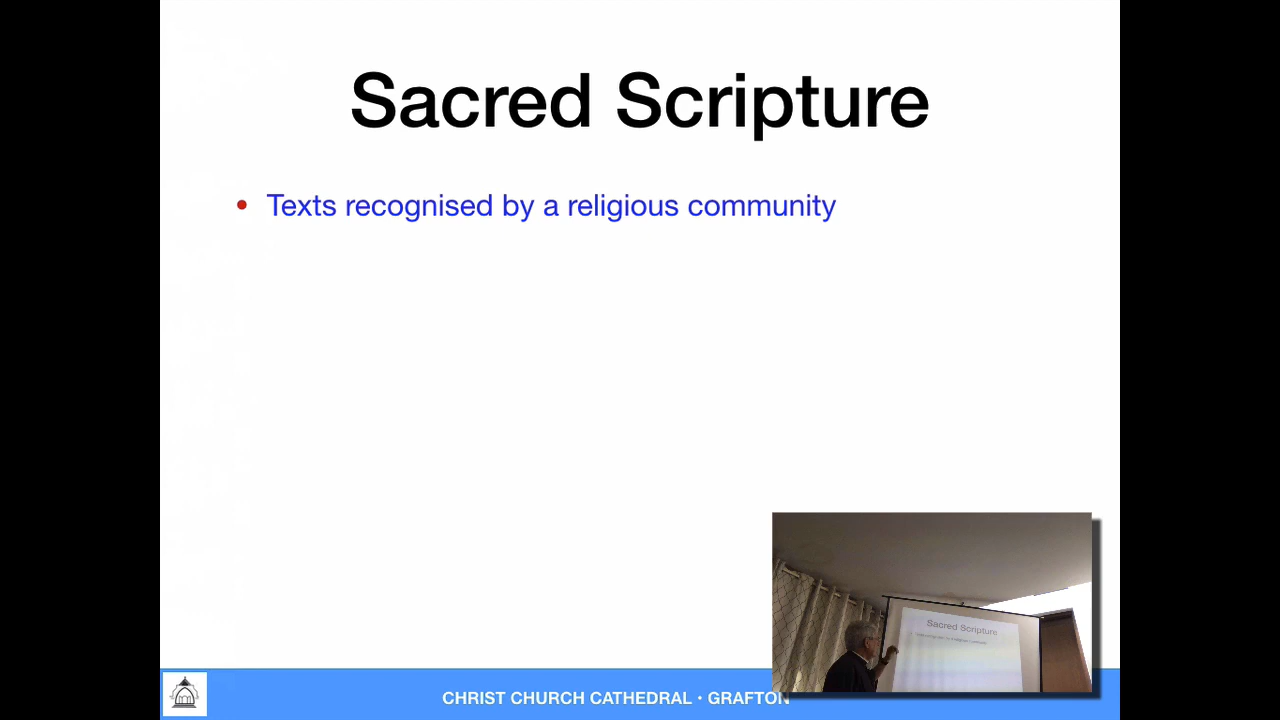 Sacred Scripture
• Texts recognised by a religious community
CHRIST CHURCH CATHEDRAL • GRAFTON
Sacred Scripture